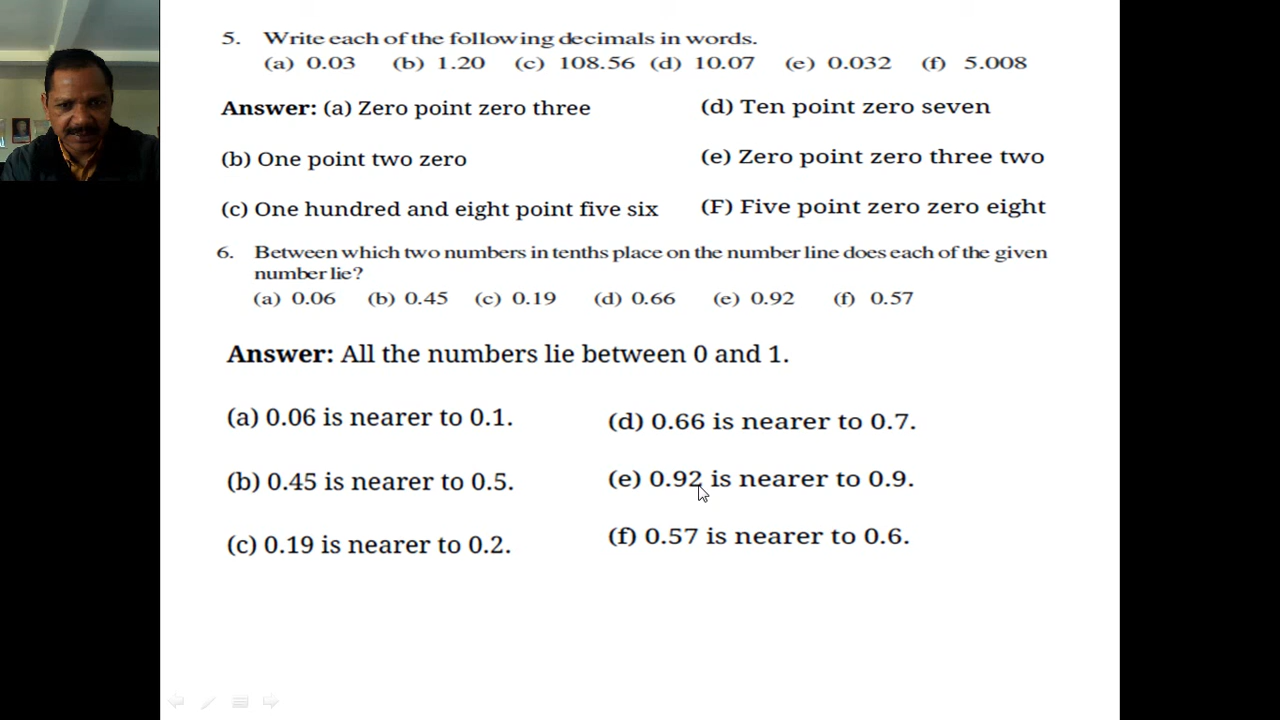 5. Write each of the following decimals in words.
(a) 0.03 (b) 1.20 (c) 108.56 (d) 10.07 (e) 0.032 (f) 5.008
Answer: (a) Zero point zero three
(d) Ten point zero seven
(b) One point two zero
(e) Zero point zero three two
(c) One hundred and eight point five six
(F) Five point zero zero eight
6. Between which two numbers in tenths place on the number line does each of the given
number lie?
(a) 0.06 (b) 0.45 (c) 0.19 (d) 0.66 (e) 0.92 (f) 0.57
Answer: All the numbers lie between 0 and 1.
(a) 0.06 is nearer to 0.1.
(d) 0.66 is nearer to 0.7.
(b) 0.45 is nearer to 0.5.
(e) 0.92 is nearer to 0.9.
(c) 0.19 is nearer to 0.2.
(f) 0.57 is nearer to 0.6.